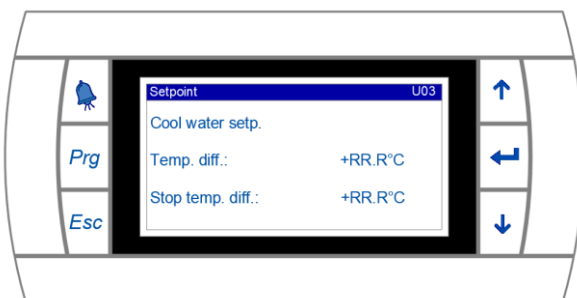 Setpoint U03
Cool water setp.
Prg
Temp. diff.: +RR.R°C
Stop temp. diff.: +RR.R°C
Esc